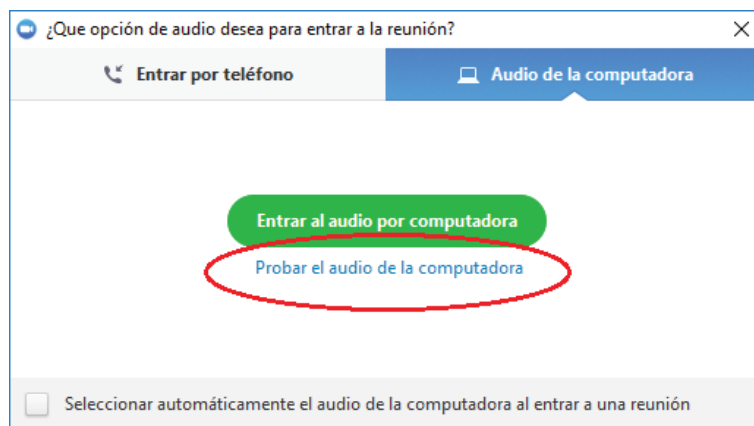 ¿Que opción de audio desea para entrar a la reunión?
Entrar por teléfono
Audio de la computadora
Entrar al audio por computadora
Probar el audio de la computadora
Seleccionar automáticamente el audio de la computadora al entrar a una reunión